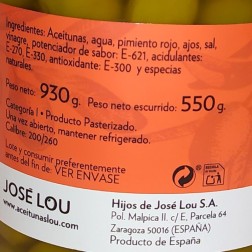 Ingredientes: Aceitunas, agua, pimiento rojo, ajos, sal,
vinagre, potenciador de sabor: E-621, acidulantes:
E-270, E-330, antioxidante: E-300 y especias
naturales.
Peso neto: 930g. Peso neto escurrido: 550g.
Categoría I • Producto Pasterizado.
Una vez abierto, mantener refrigerado.
Calibre: 200/260
Lote y consumir preferentemente
antes del fin de: VER ENVASE
JOSÉ LOU
www.aceitunaslou.com
Hijos de José Lou S.A.
Pol. Malpica II. c/ E, Parcela 64
Zaragoza 50016 (ESPAÑA)
Producto de España